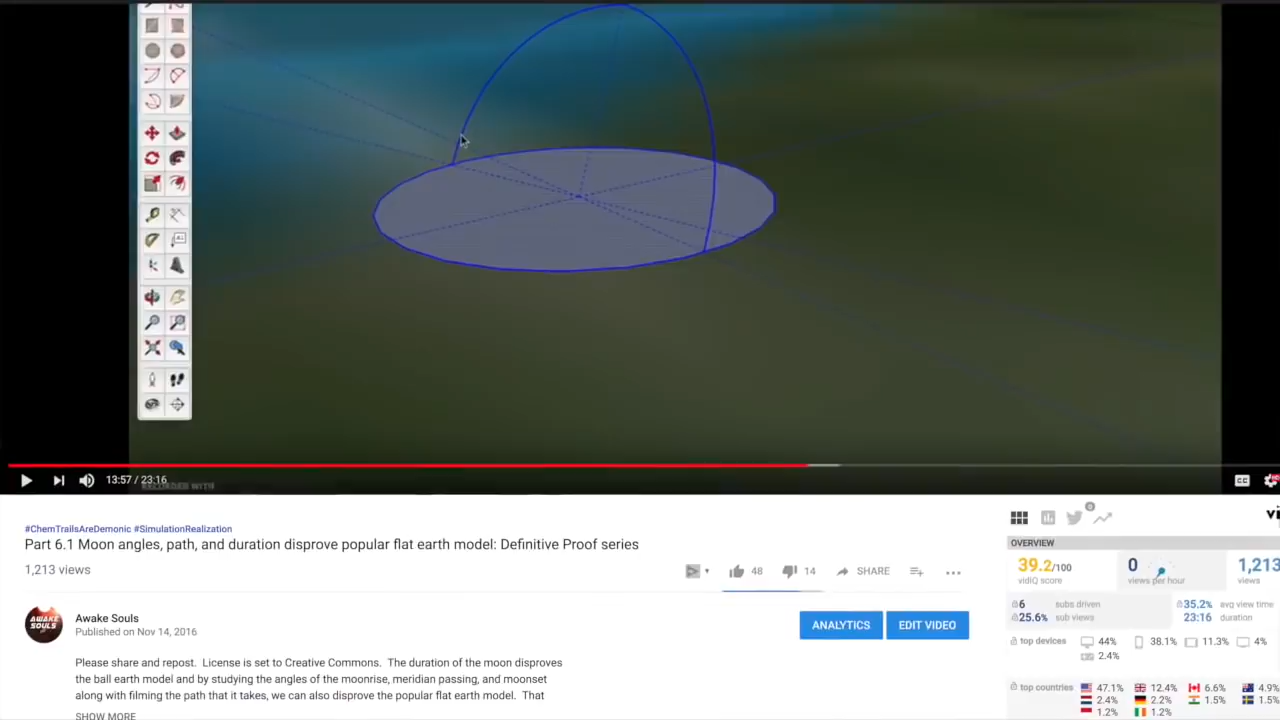 13:57 / 23:16
RECORDED WITH
CC
#ChemTrailsAreDemonic #SimulationRealization
Part 6.1 Moon angles, path, and duration disprove popular flat earth model: Definitive Proof series
1,213 views
48
14
SHARE
AWAKE SOULS
Awake Souls
Published on Nov 14, 2016
ANALYTICS
EDIT VIDEO
Please share and repost. License is set to Creative Commons. The duration of the moon disproves
the ball earth model and by studying the angles of the moonrise, meridian passing, and moonset
along with filming the path that it takes, we can also disprove the popular flat earth model. That
SHOW MORE
0
vi
OVERVIEW
39.2/100
vidiQ score
0
views per hour
1,213
views
6 subs driven
25.6% sub views
35.2% avg view time
23:16 duration
top devices 44% 38.1% 11.3% 4%
2.4%
top countries 47.1% 12.4% 6.6% 4.9%
2.4% 2.2% 1.5% 1.5%
1.2% 1.2%